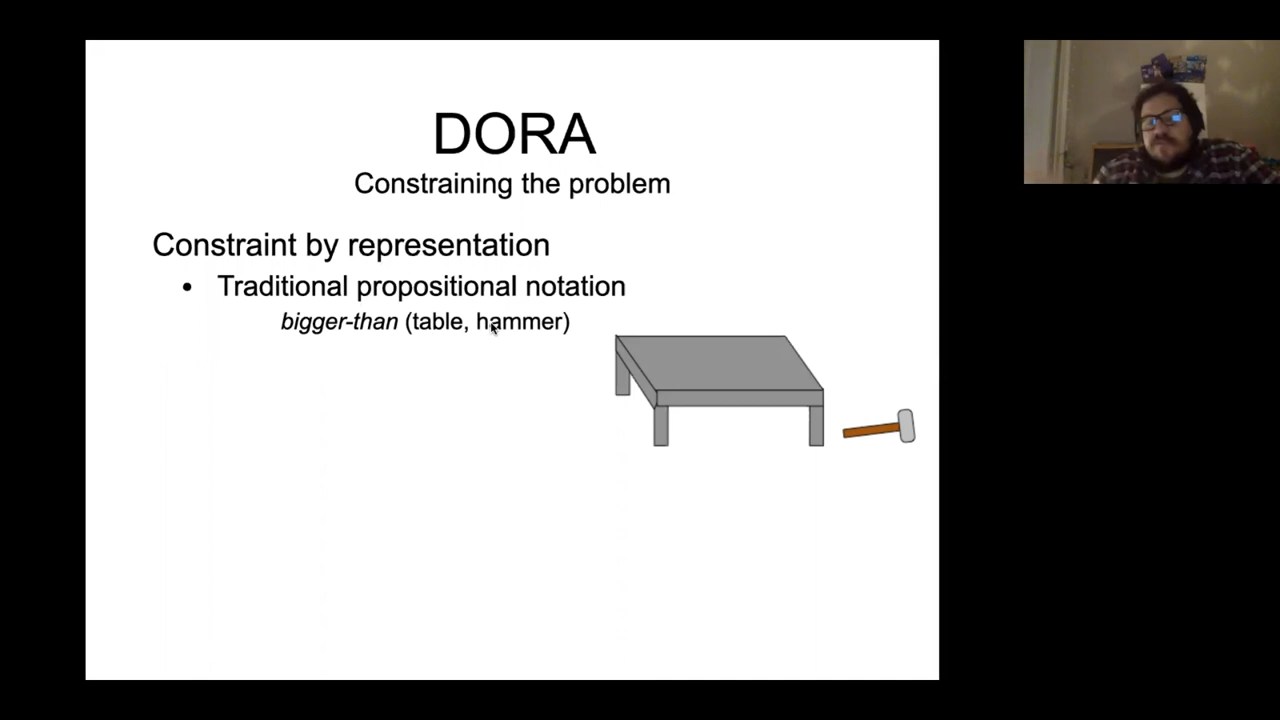 DORA
Constraining the problem
Constraint by representation
• Traditional propositional notation
bigger-than (table, hammer)